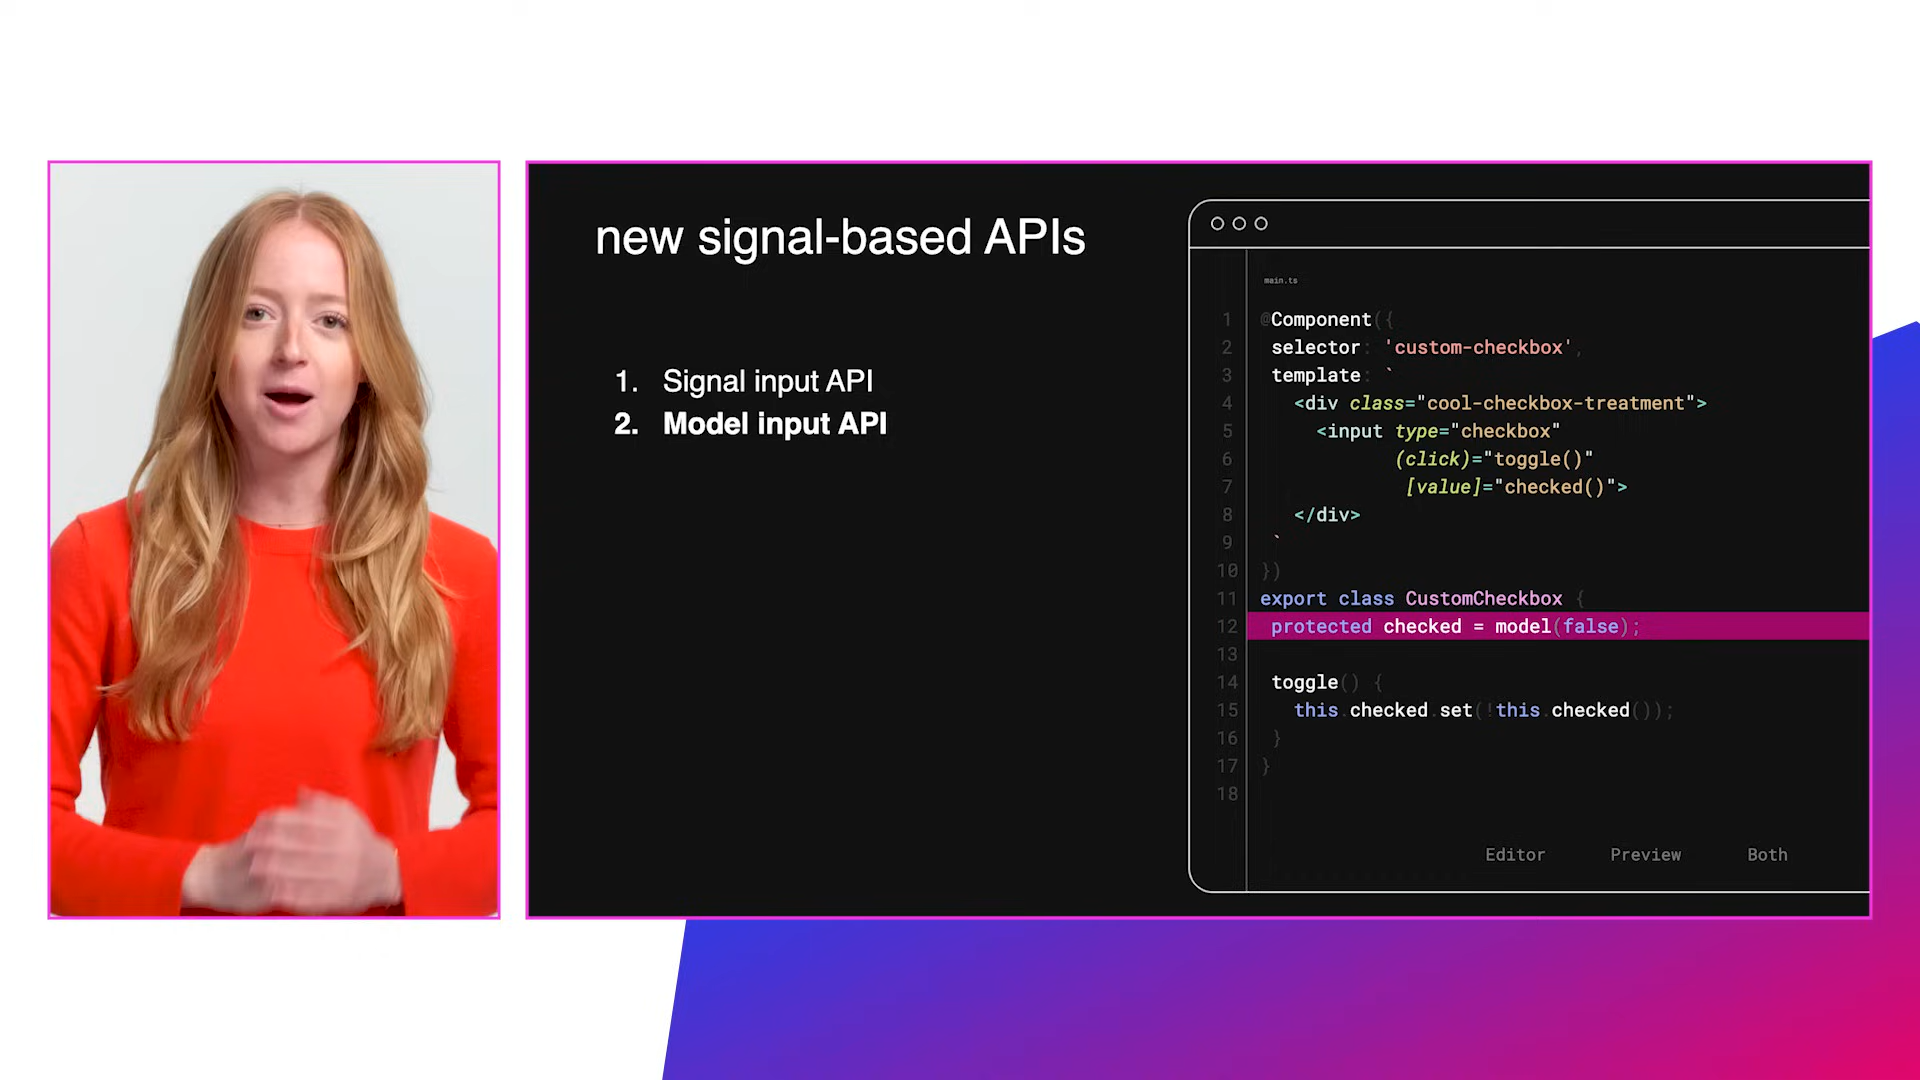 new signal-based APIs
1. Signal input API
2. Model input API
main.ts
1 @Component({
2 selector: 'custom-checkbox',
3 template: `
4 <div class="cool-checkbox-treatment">
5 <input type="checkbox"
6 (click)="toggle()"
7 [value]="checked()">
8 </div>
9 `
10 })
11 export class CustomCheckbox {
12 protected checked = model(false);
13
14 toggle() {
15 this.checked.set(!this.checked());
16 }
17 }
18
Editor Preview Both